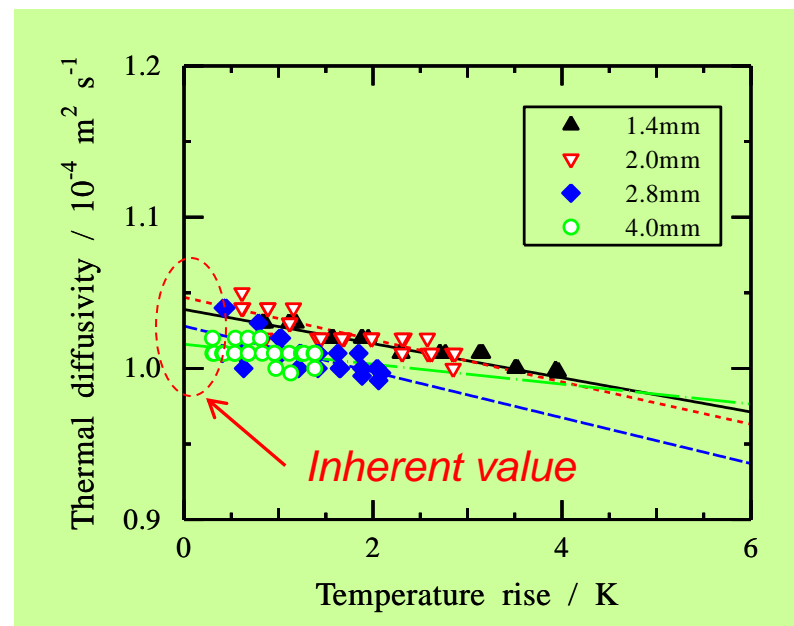 1.2
1.1
1.0
0.9
Thermal diffusivity / 10⁻⁴ m² s⁻¹
1.4mm
2.0mm
2.8mm
4.0mm
Inherent value
0 2 4 6
Temperature rise / K